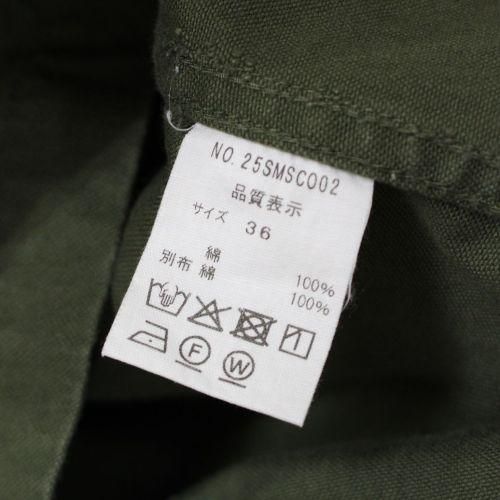 NO.25SMSC002
品質表示
サイズ 36
綿 100%
別布 綿 100%
F W